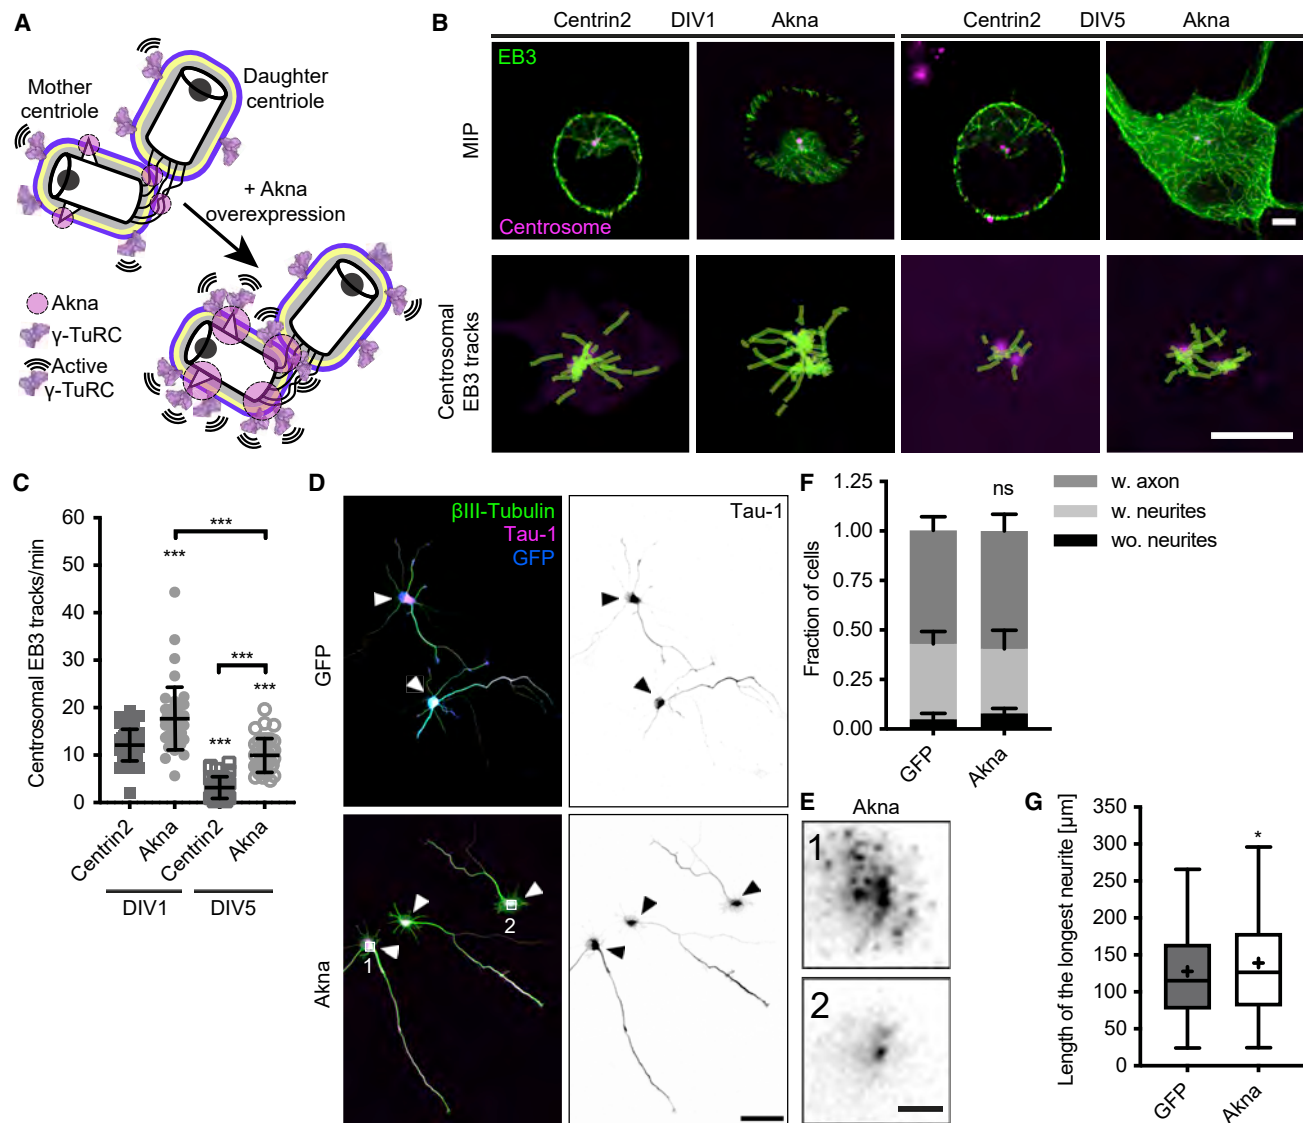 A
Mother
centriole
Daughter
centriole
+ Akna
overexpression
Akna
γ-TuRC
Active
γ-TuRC
B
Centrin2 DIV1 Akna
Centrin2 DIV5 Akna
EB3
MIP
Centrosome
Centrosomal
EB3 tracks
C
Centrosomal EB3 tracks/min
60
50
40
30
20
10
0
***
***
***
***
***
Centrin2
Akna
Centrin2
Akna
DIV1
DIV5
D
βIII-Tubulin
Tau-1
GFP
Tau-1
GFP
Akna
1
2
E
Akna
1
2
F
Fraction of cells
1.25
1.00
0.75
0.50
0.25
0.00
ns
GFP
Akna
w. axon
w. neurites
wo. neurites
G
Length of the longest neurite [µm]
350
300
250
200
150
100
50
0
*
GFP
Akna